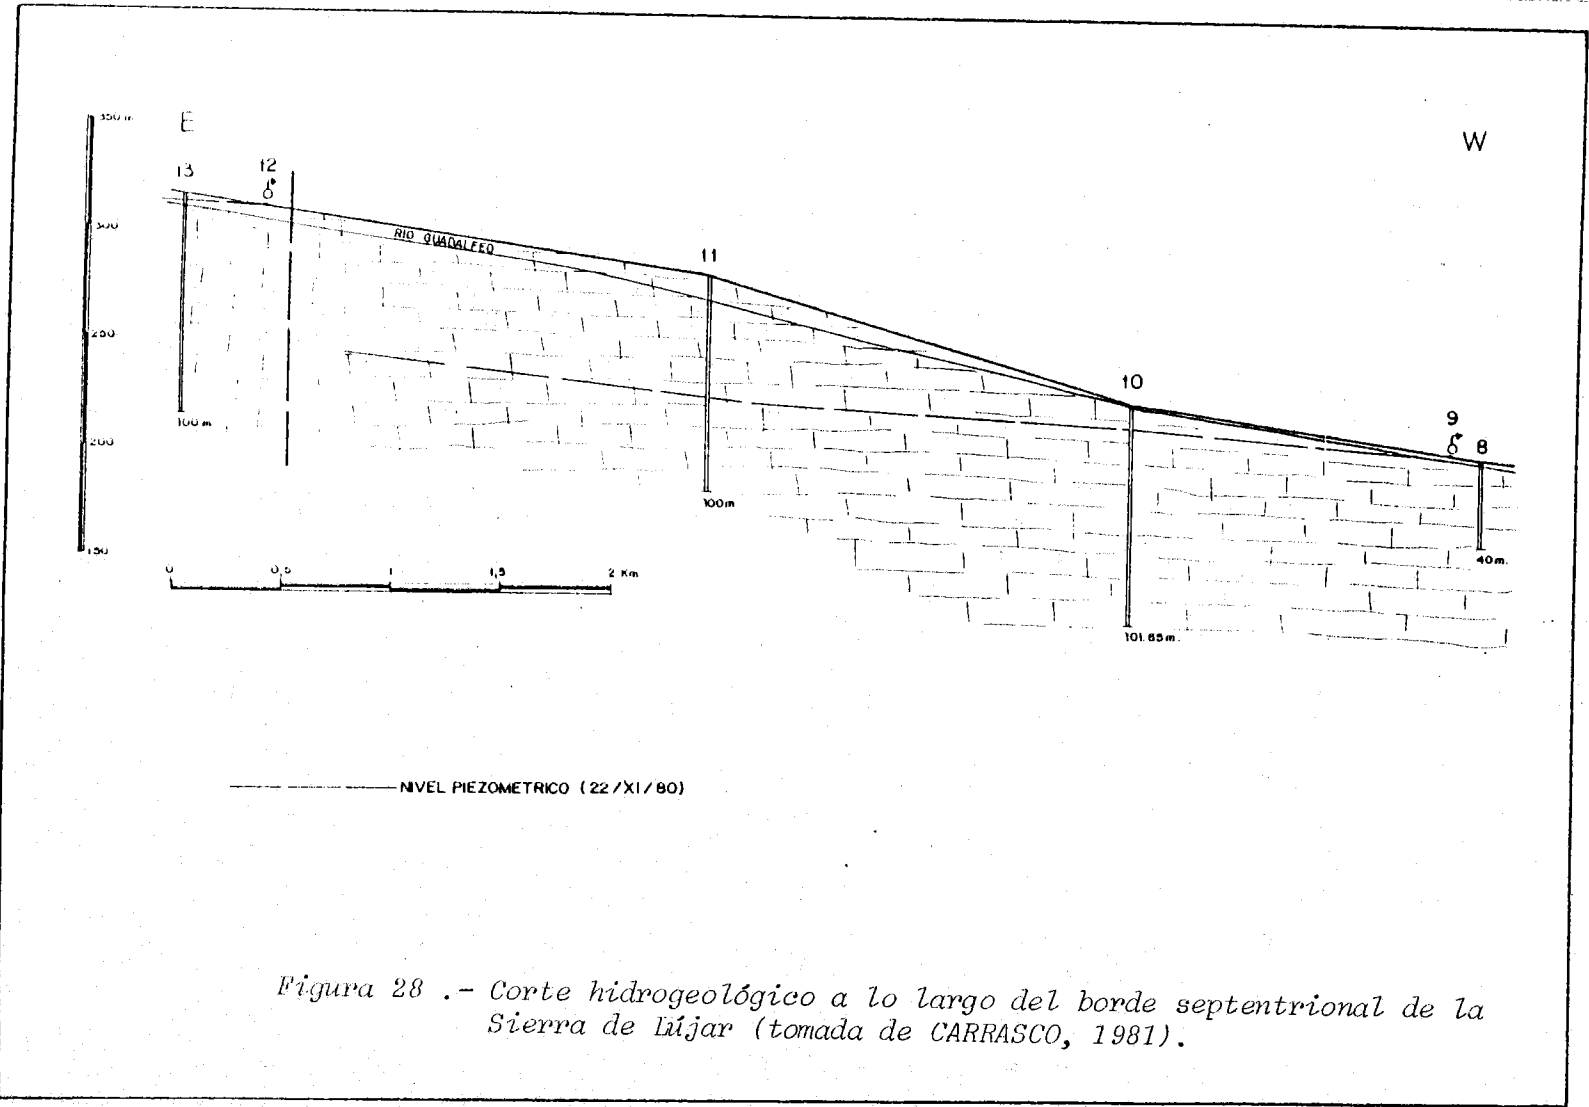 350 m
E
W
13
12
300
RIO GUADALFEO
11
250
10
9
8
100 m
200
100m
150
40m.
0
0,5
1
1,5
2 Km
101.65m.
NIVEL PIEZOMETRICO (22/XI/80)
Figura 28 .- Corte hidrogeológico a lo largo del borde septentrional de la
Sierra de Lújar (tomada de CARRASCO, 1981).